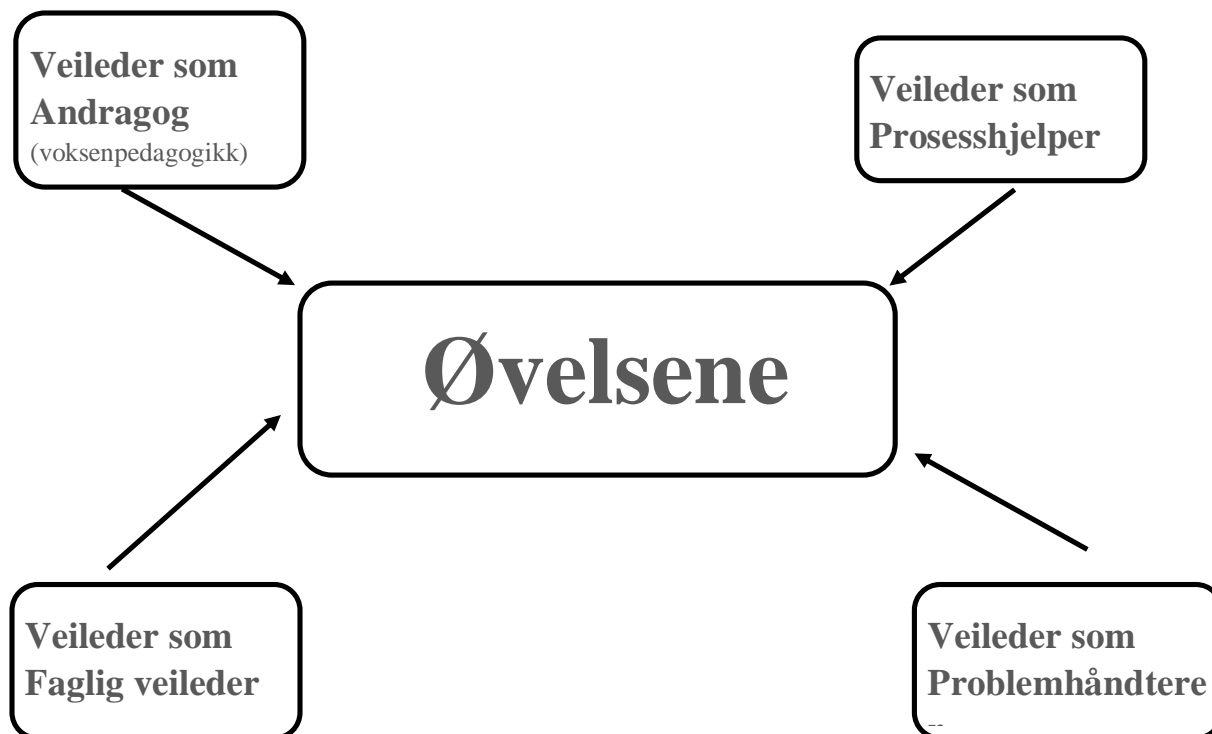 Veileder som
Andragog
(voksenpedagogikk)
Veileder som
Prosesshjelper
Øvelsene
Veileder som
Faglig veileder
Veileder som
Problemhåndtere